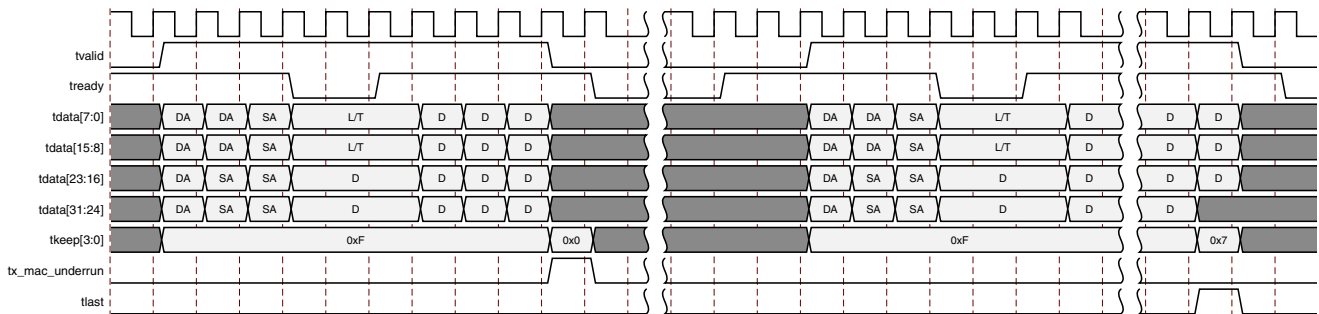 tvalid
tready
tdata[7:0] DA DA SA L/T D D D DA DA SA L/T D D D
tdata[15:8] DA DA SA L/T D D D DA DA SA L/T D D D
tdata[23:16] DA SA SA D D D D DA SA SA D D D D
tdata[31:24] DA SA SA D D D D DA SA SA D D D
tkeep[3:0] 0xF 0x0 0xF 0x7
tx_mac_underrun
tlast